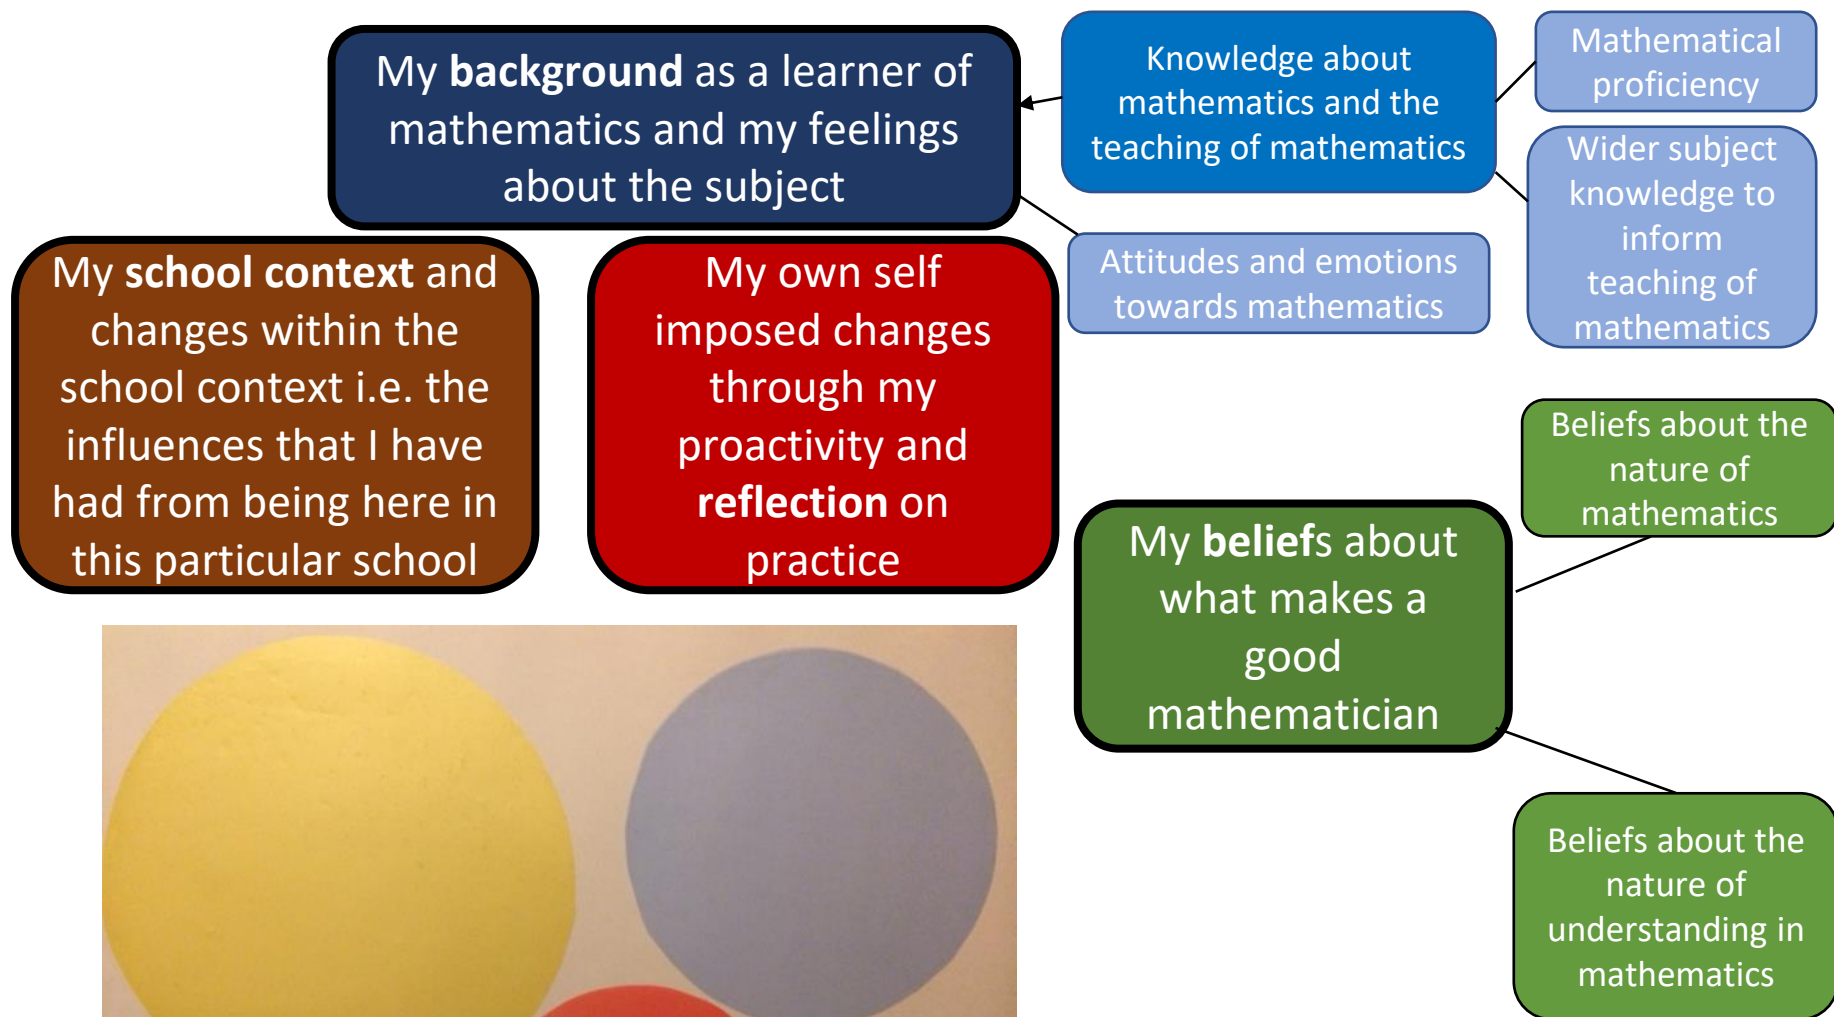 My background as a learner of
mathematics and my feelings
about the subject
Knowledge about
mathematics and the
teaching of mathematics
Mathematical
proficiency
Wider subject
knowledge to
inform
teaching of
mathematics
Attitudes and emotions
towards mathematics
My school context and
changes within the
school context i.e. the
influences that I have
had from being here in
this particular school
My own self
imposed changes
through my
proactivity and
reflection on
practice
My beliefs about
what makes a
good
mathematician
Beliefs about the
nature of
mathematics
Beliefs about the
nature of
understanding in
mathematics